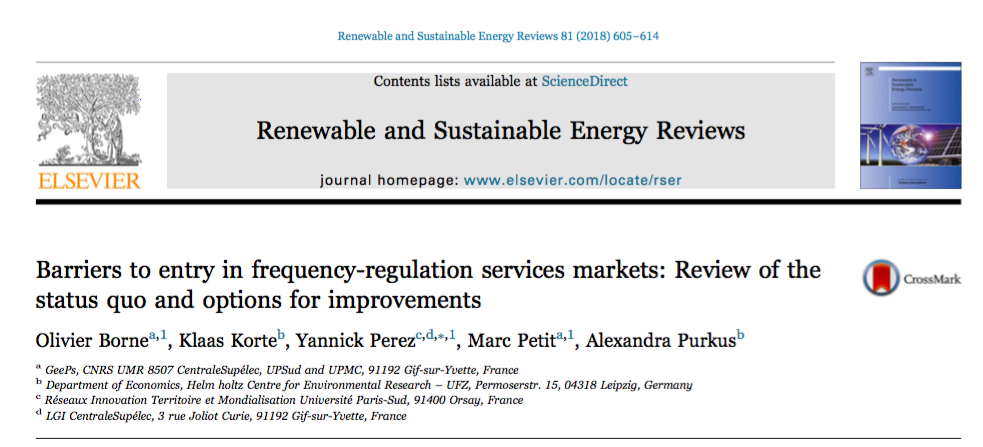 Renewable and Sustainable Energy Reviews 81 (2018) 605–614
Contents lists available at ScienceDirect
Renewable and Sustainable Energy Reviews
journal homepage: www.elsevier.com/locate/rser
ELSEVIER
Renewable &
Sustainable
Energy Reviews
Barriers to entry in frequency-regulation services markets: Review of the
status quo and options for improvements
CrossMark
Olivier Borne a,1, Klaas Korte b, Yannick Perez c,d,*,1, Marc Petit a,1, Alexandra Purkus b
a GeePs, CNRS UMR 8507 CentraleSupélec, UPSud and UPMC, 91192 Gif-sur-Yvette, France
b Department of Economics, Helm holtz Centre for Environmental Research – UFZ, Permoserstr. 15, 04318 Leipzig, Germany
c Réseaux Innovation Territoire et Mondialisation Université Paris-Sud, 91400 Orsay, France
d LGI CentraleSupélec, 3 rue Joliot Curie, 91192 Gif-sur-Yvette, France